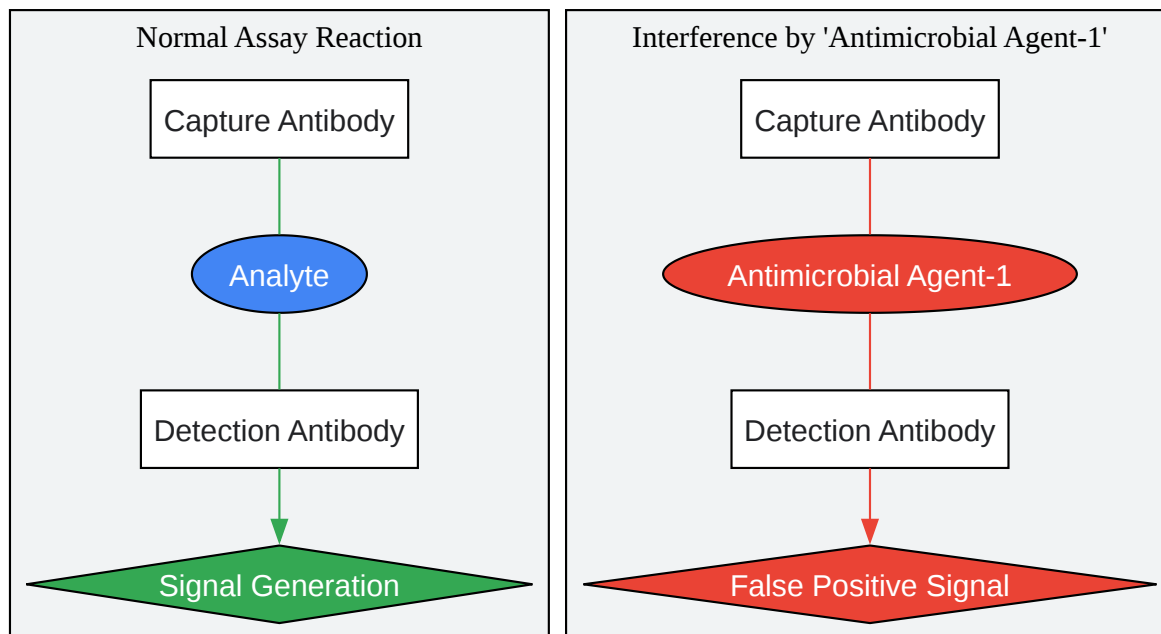 Normal Assay Reaction
Capture Antibody
Analyte
Detection Antibody
Signal Generation
Interference by 'Antimicrobial Agent-1'
Capture Antibody
Antimicrobial Agent-1
Detection Antibody
False Positive Signal